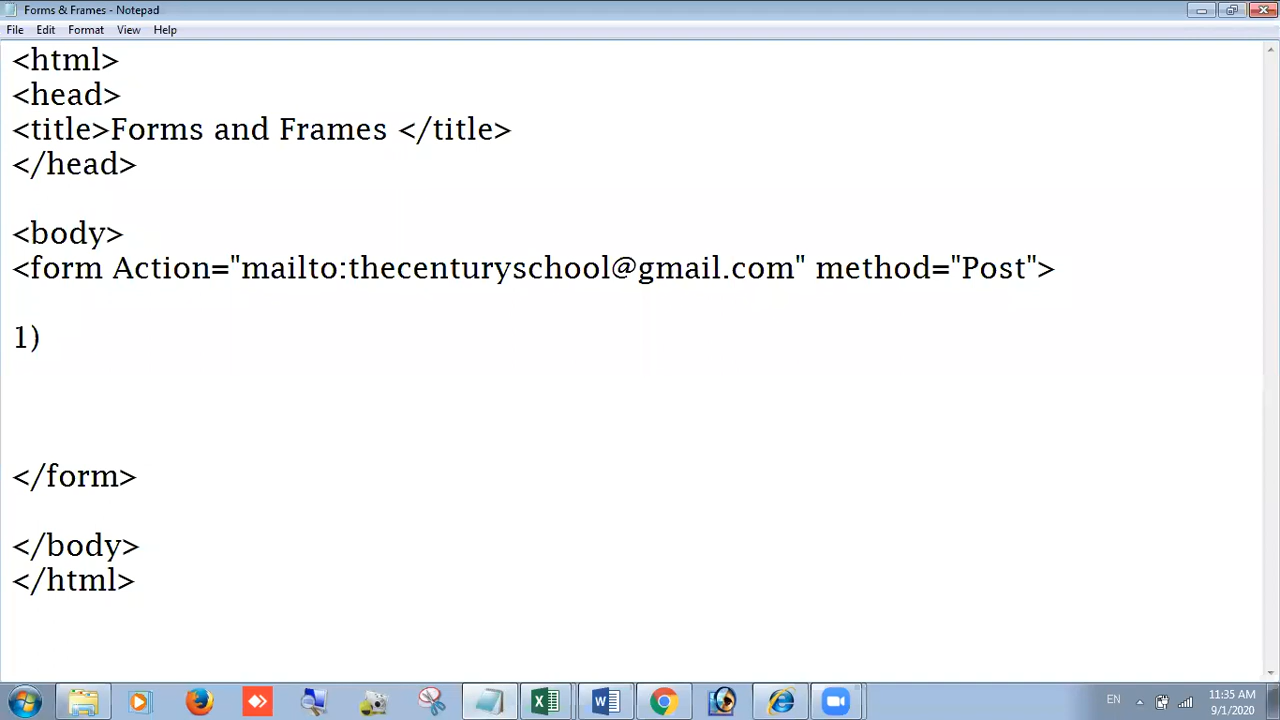 Forms & Frames - Notepad
File Edit Format View Help
<html>
<head>
<title>Forms and Frames </title>
</head>
<body>
<form Action="mailto:thecenturyschool@gmail.com" method="Post">
1)
</form>
</body>
</html>
EN
11:35 AM
9/1/2020